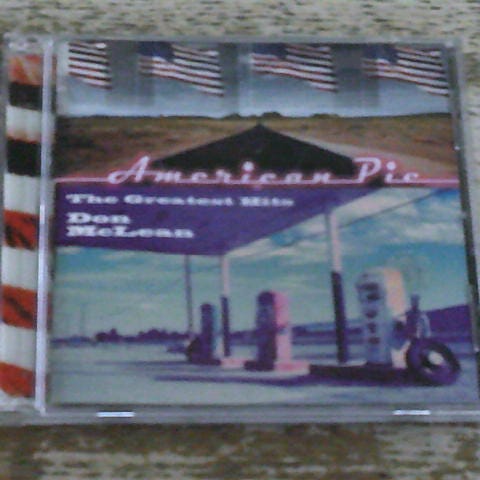 American Pie
The Greatest Hits
Don
McLean